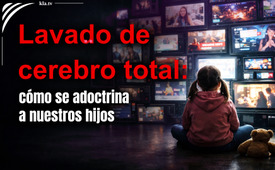 kla.tv
Lavado de
cerebro total:
cómo se adoctrina
a nuestros hijos